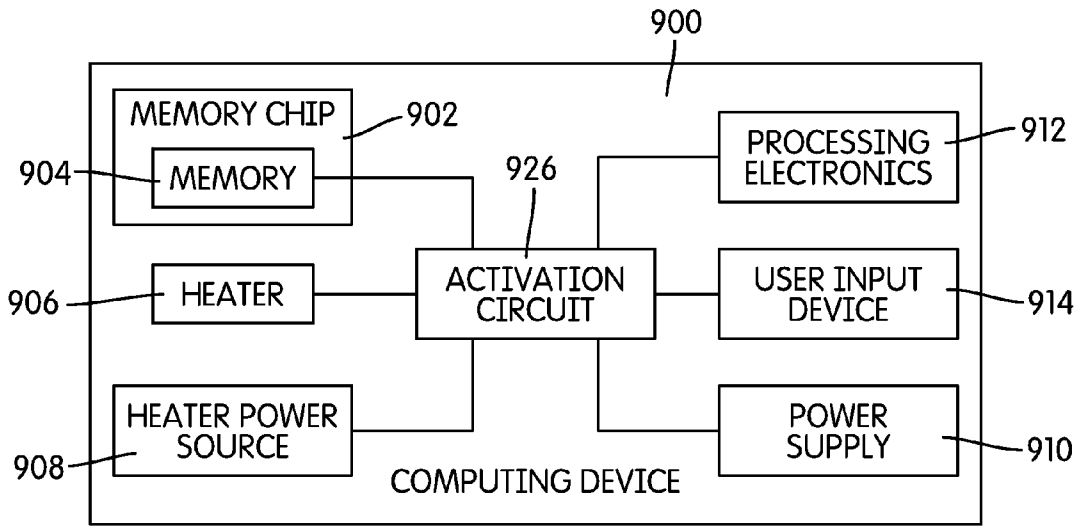 900
MEMORY CHIP
902
904
MEMORY
926
PROCESSING
ELECTRONICS
912
906
HEATER
ACTIVATION
CIRCUIT
USER INPUT
DEVICE
914
HEATER POWER
SOURCE
908
POWER
SUPPLY
910
COMPUTING DEVICE